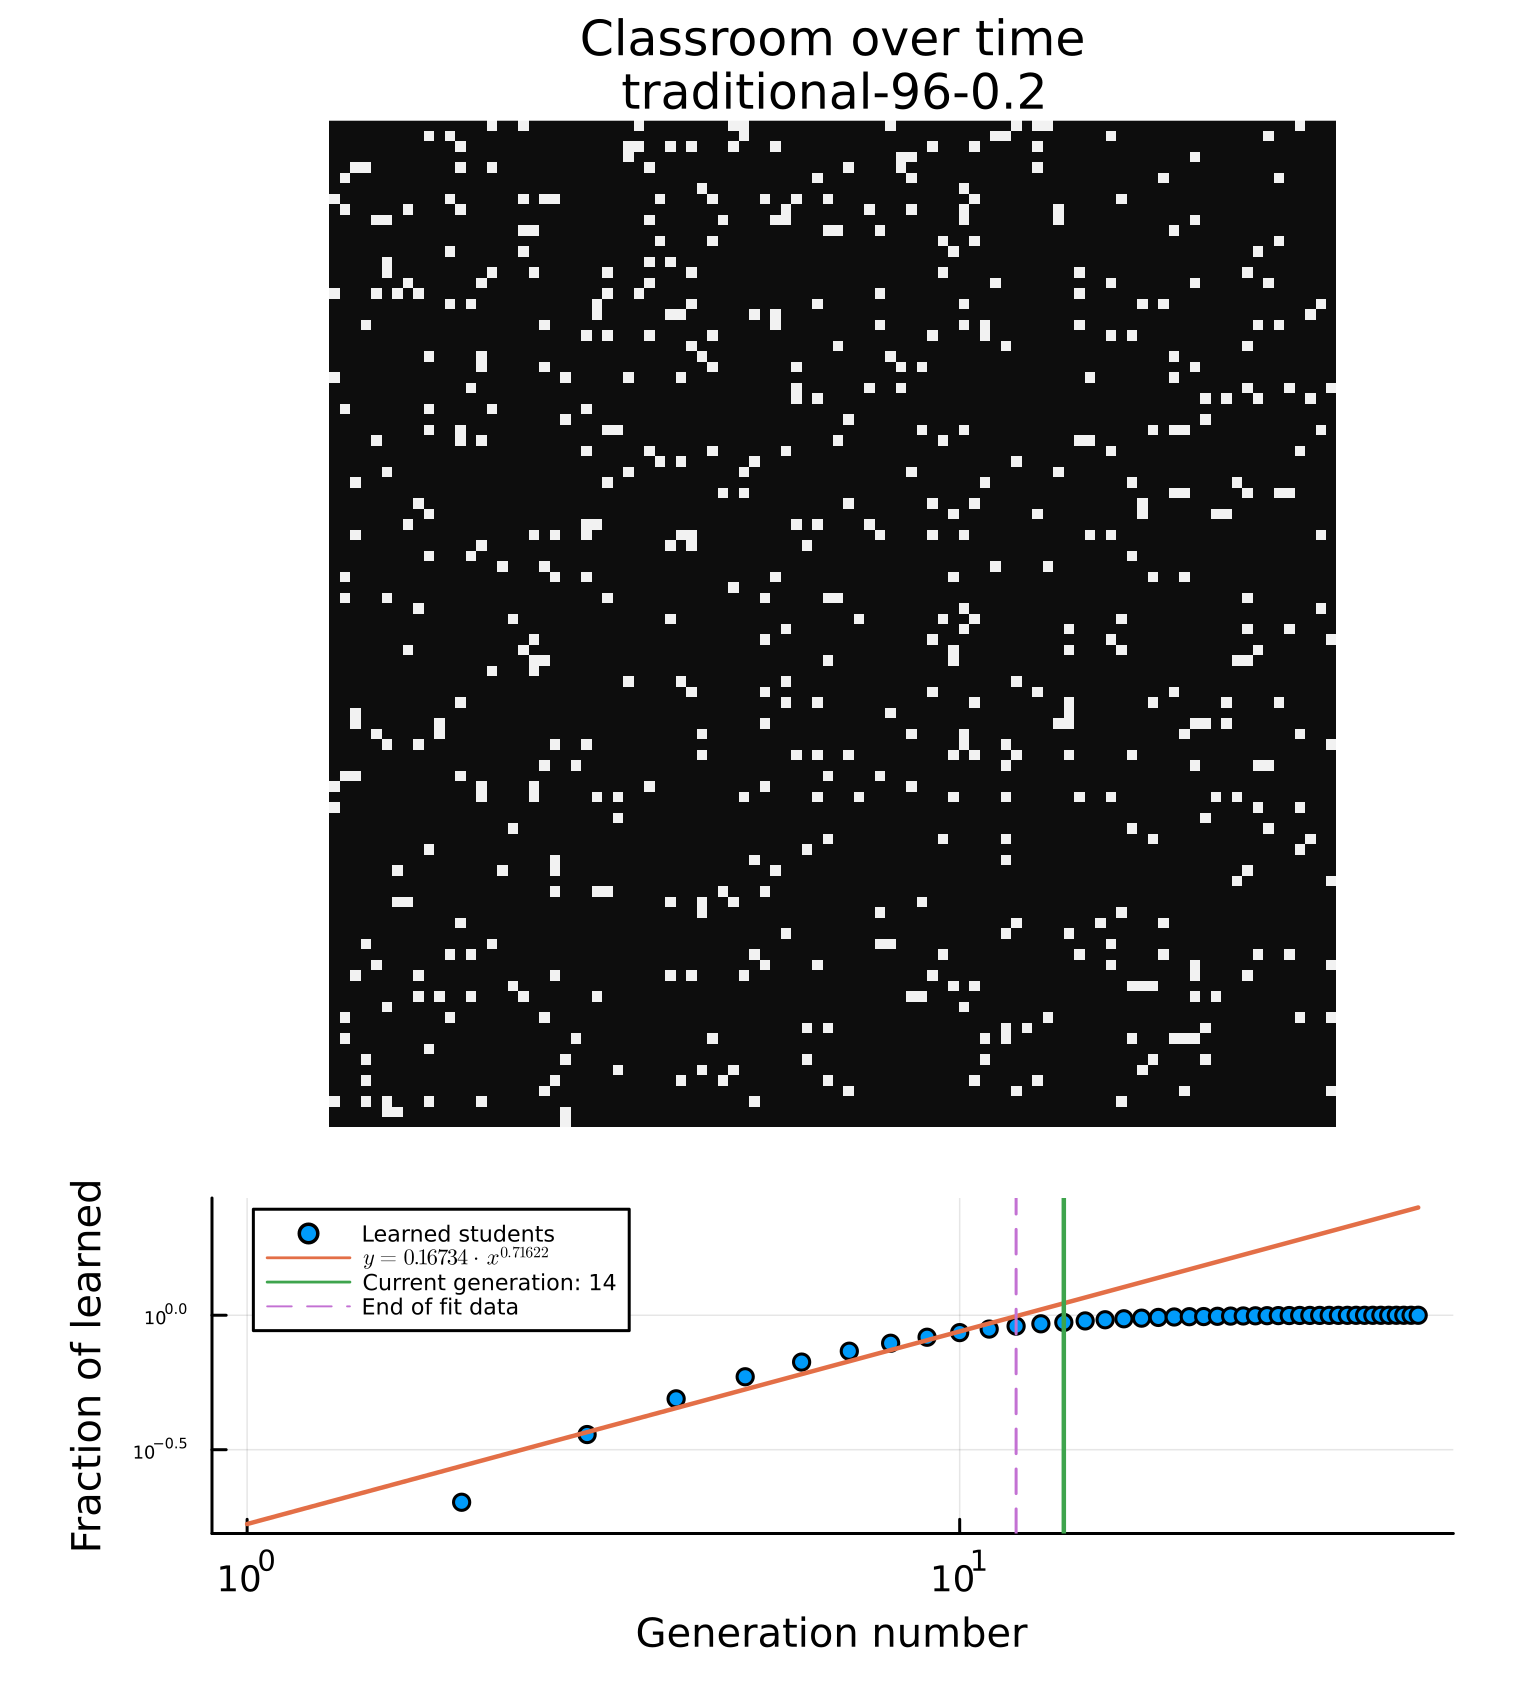 Classroom over time
traditional-96-0.2
Fraction of learned
Learned students
y = 0.16734 · x^0.71622
Current generation: 14
End of fit data
10^0.0
10^−0.5
10^0
10^1
Generation number